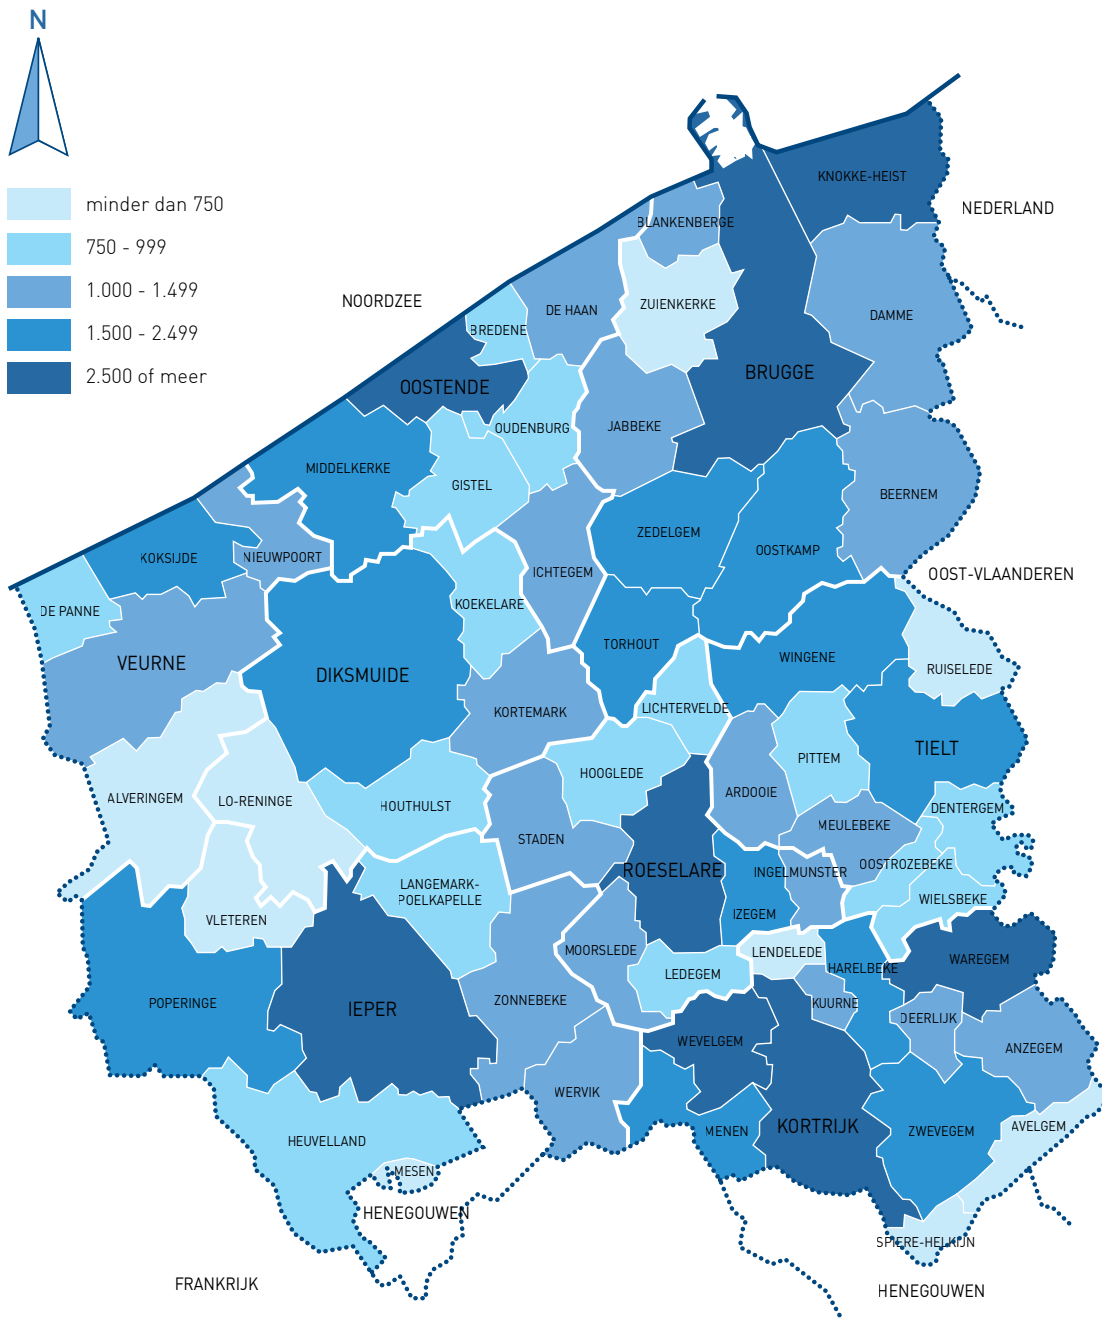 N
minder dan 750
750 - 999
1.000 - 1.499
1.500 - 2.499
2.500 of meer
KNOKKE-HEIST
NEDERLAND
BLANKENBERGE
NOORDZEE
ZUIENKERKE
DE HAAN
DAMME
BREDENE
BRUGGE
OOSTENDE
OUDENBURG
JABBEKE
MIDDELKERKE
GISTEL
BEERNEM
ZEDELGEM
OOSTKAMP
KOKSIJDE
NIEUWPOORT
ICHTEGEM
OOST-VLAANDEREN
DE PANNE
KOEKELARE
TORHOUT
VEURNE
WINGENE
RUISELEDE
DIKSMUIDE
LICHTERVELDE
KORTEMARK
TIELT
PITTEM
HOOGLEDE
ARDOOIE
ALVERINGEM
LO-RENINGE
HOUTHULST
DENTERGEM
MEULEBEKE
STADEN
OOSTROZEBEKE
ROESELARE
INGELMUNSTER
LANGEMARK-
POELKAPELLE
WIELSBEKE
IZEGEM
VLETEREN
MOORSLEDE
LENDELEDE
WAREGEM
HARELBEKE
LEDEGEM
POPERINGE
IEPER
ZONNEBEKE
KUURNE
DEERLIJK
WEVELGEM
ANZEGEM
WERVIK
MENEN
KORTRIJK
ZWEVEGEM
AVELGEM
HEUVELLAND
MESEN
HENEGOUWEN
SPIERE-HELKIJN
FRANKRIJK
HENEGOUWEN